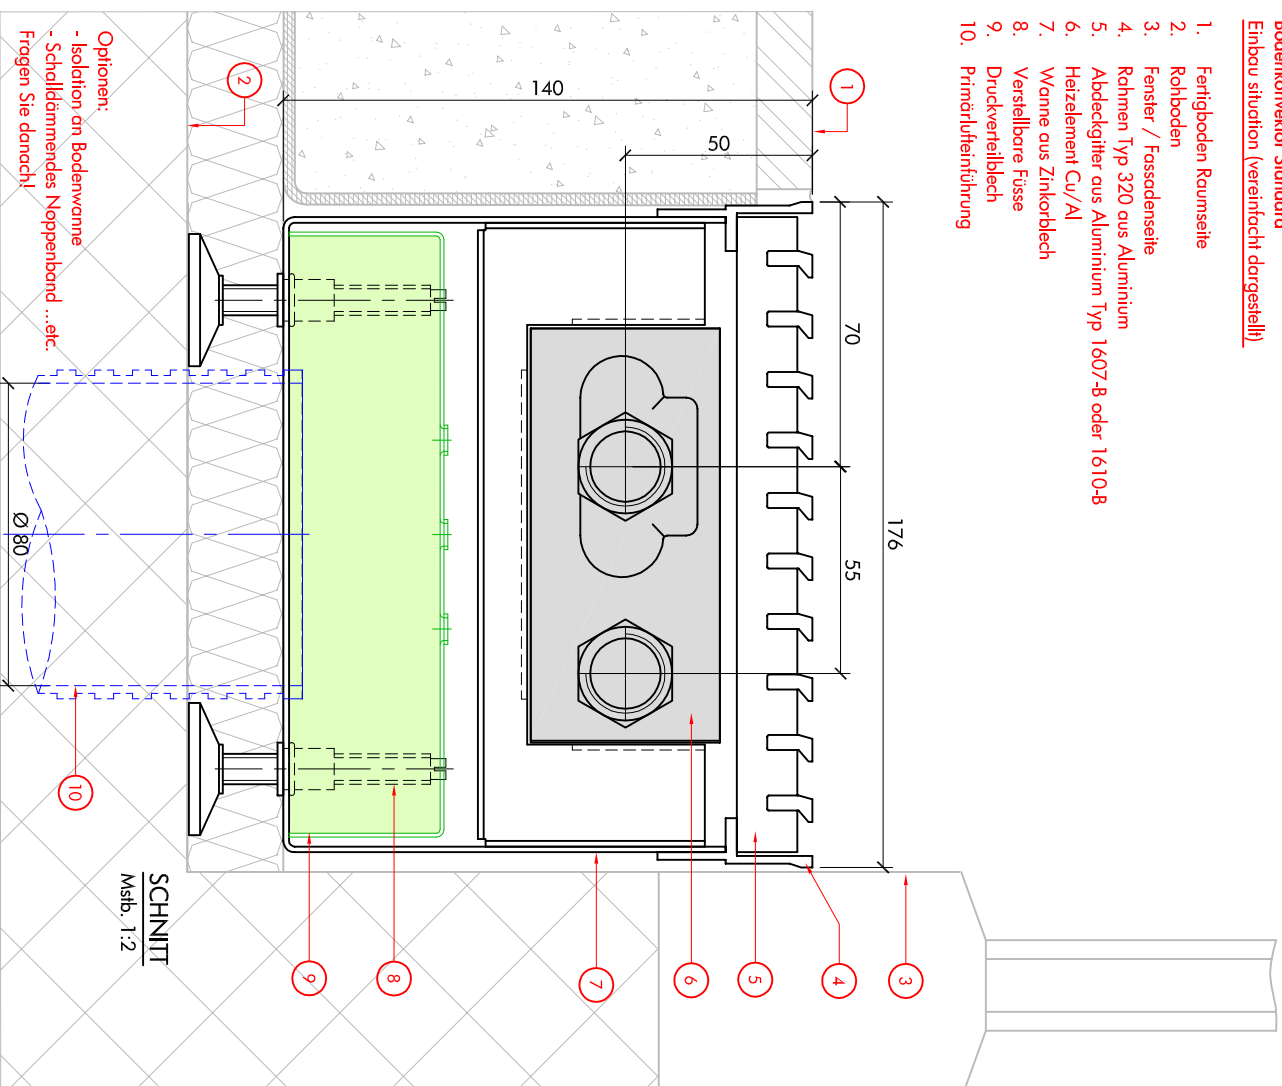 Bodenkonvektor Standard
Einbau situation (vereinfacht dargestellt)
1. Fertigboden Raumseite
2. Rohboden
3. Fenster / Fassadenseite
4. Rahmen Typ 320 aus Aluminium
5. Abdeckgitter aus Aluminium Typ 1607-B oder 1610-B
6. Heizelement Cu/Al
7. Wanne aus Zinkorblech
8. Verstellbare Füsse
9. Druckverteilblech
10. Primärlufteinführung
176
70
55
1
50
140
2
3
4
5
6
7
8
9
10
Ø 80
SCHNITT
Mstb. 1:2
Optionen:
- Isolation an Bodenwanne
- Schalldämmendes Noppenband ...etc.
Fragen Sie danach!